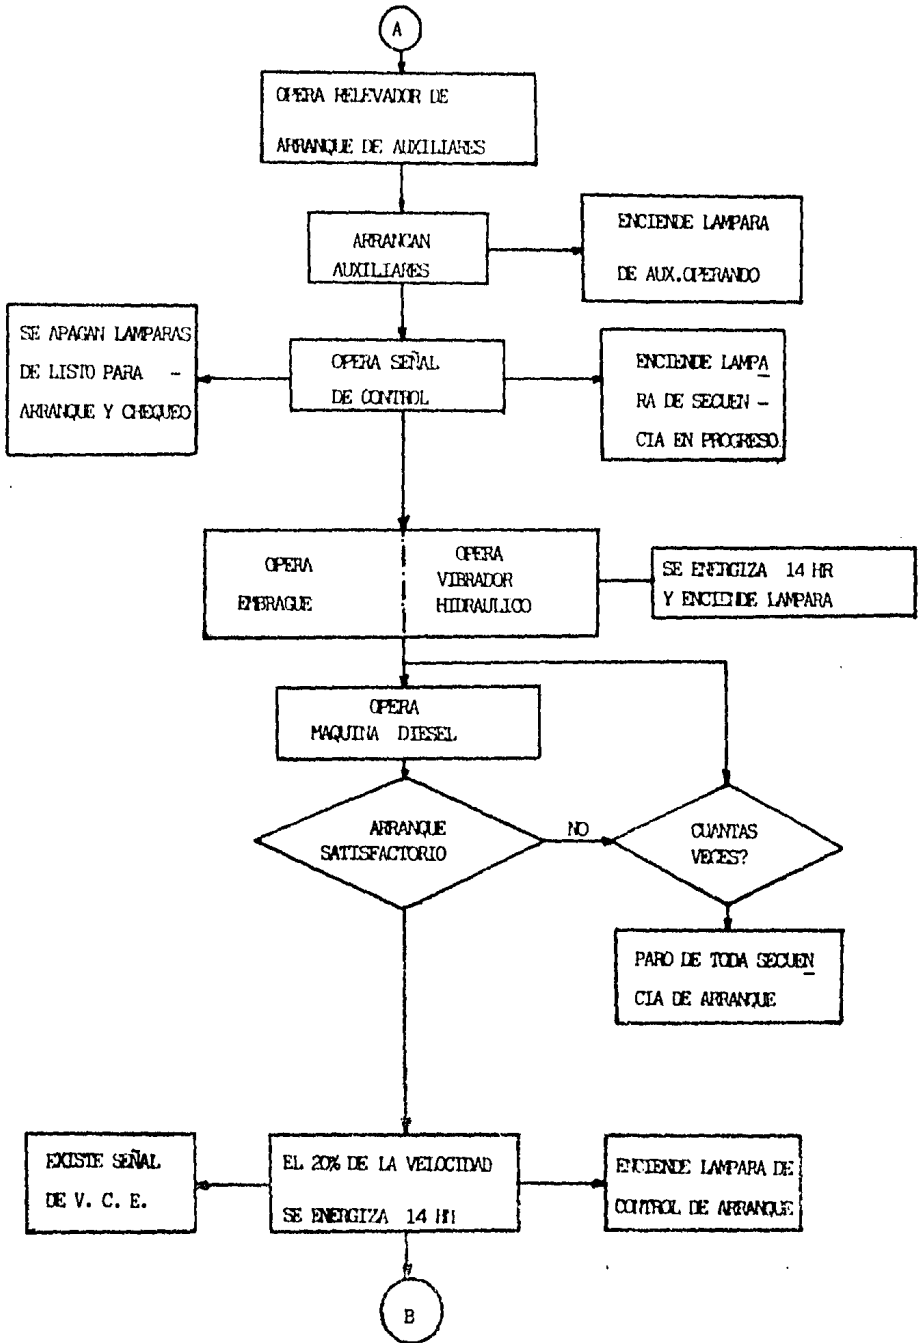 A
OPERA RELEVADOR DE
ARRANQUE DE AUXILIARES
ARRANCAN
AUXILIARES
ENCIENDE LAMPARA
DE AUX.OPERANDO
SE APAGAN LAMPARAS
DE LISTO PARA -
ARRANQUE Y CHEQUEO
OPERA SEÑAL
DE CONTROL
ENCIENDE LAMPA
RA DE SECUEN -
CIA EN PROGRESO
OPERA
EMBRAGUE
OPERA
VIBRADOR
HIDRAULICO
SE ENERGIZA 14 HR
Y ENCIENDE LAMPARA
OPERA
MAQUINA DIESEL
ARRANQUE
SATISFACTORIO
NO
CUANTAS
VECES?
PARO DE TODA SECUEN
CIA DE ARRANQUE
EXISTE SEÑAL
DE V. C. E.
EL 20% DE LA VELOCIDAD
SE ENERGIZA 14
ENCIENDE LAMPARA DE
CONTROL DE ARRANQUE
B